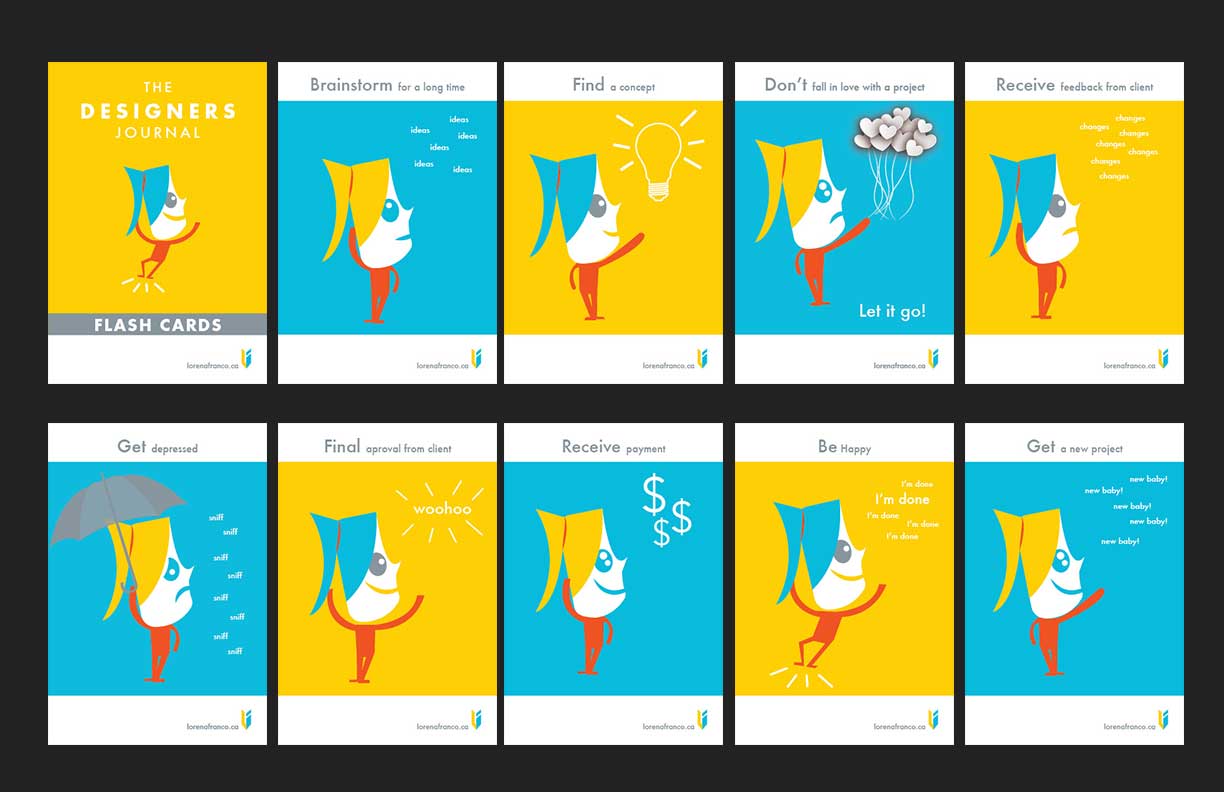 THE
DESIGNERS
JOURNAL
FLASH CARDS
lorenafranco.ca
Brainstorm for a long time
ideas
ideas
ideas
ideas
ideas
ideas
lorenafranco.ca
Find a concept
lorenafranco.ca
Don't fall in love with a project
Let it go!
lorenafranco.ca
Receive feedback from client
changes
changes
changes
changes
changes
changes
changes
lorenafranco.ca
Get depressed
sniff
sniff
sniff
sniff
sniff
sniff
sniff
sniff
lorenafranco.ca
Final aproval from client
woohoo
lorenafranco.ca
Receive payment
$
$
$
lorenafranco.ca
Be Happy
I'm done
I'm done
I'm done
I'm done
I'm done
lorenafranco.ca
Get a new project
new baby!
new baby!
new baby!
new baby!
new baby!
lorenafranco.ca